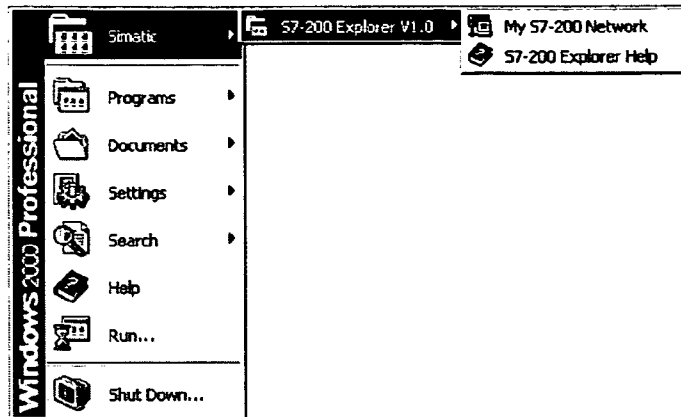 Windows 2000 Professional
Simatic
Programs
Documents
Settings
Search
Help
Run...
Shut Down...
S7-200 Explorer V1.0
My S7-200 Network
S7-200 Explorer Help